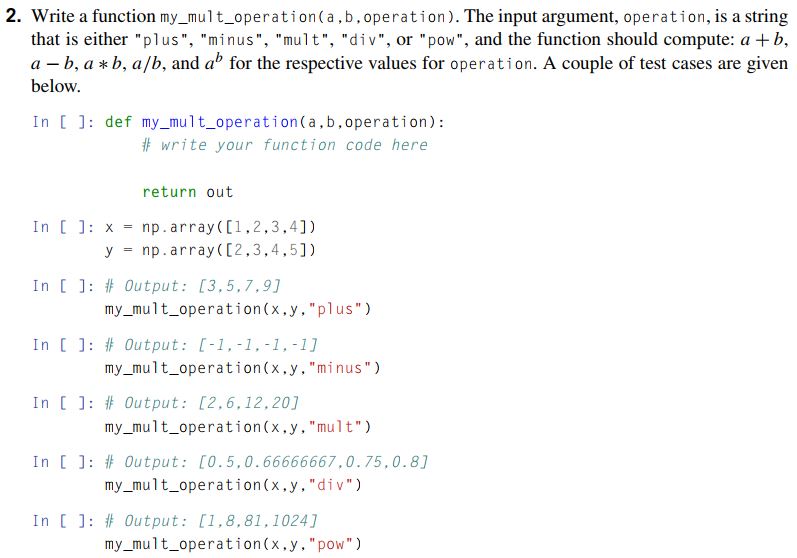 2. Write a function my_mult_operation(a,b,operation). The input argument, operation, is a string
that is either "plus", "minus", "mult", "div", or "pow", and the function should compute: a + b,
a − b, a ∗ b, a/b, and a^b for the respective values for operation. A couple of test cases are given
below.
In [ ]: def my_mult_operation(a,b,operation):
# write your function code here
return out
In [ ]: x = np.array([1,2,3,4])
y = np.array([2,3,4,5])
In [ ]: # Output: [3,5,7,9]
my_mult_operation(x,y,"plus")
In [ ]: # Output: [-1,-1,-1,-1]
my_mult_operation(x,y,"minus")
In [ ]: # Output: [2,6,12,20]
my_mult_operation(x,y,"mult")
In [ ]: # Output: [0.5,0.66666667,0.75,0.8]
my_mult_operation(x,y,"div")
In [ ]: # Output: [1,8,81,1024]
my_mult_operation(x,y,"pow")